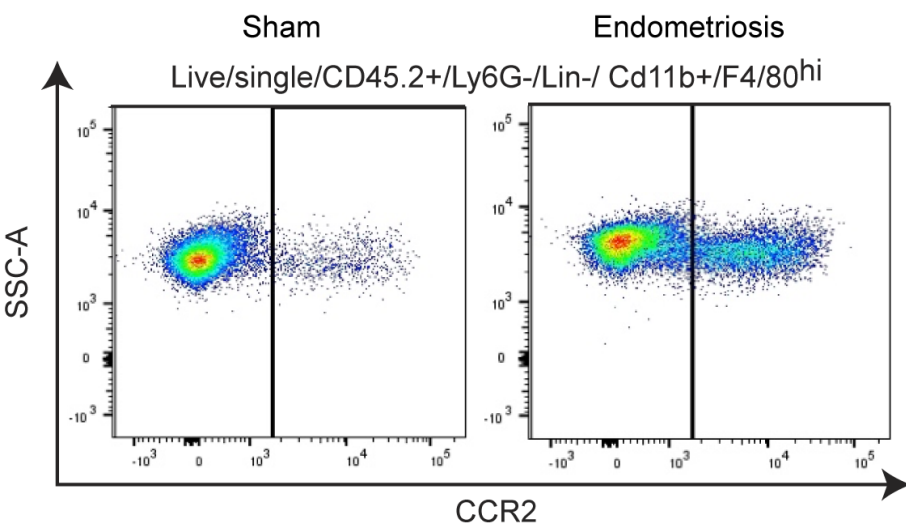 Sham Endometriosis
Live/single/CD45.2+/Ly6G-/Lin-/ Cd11b+/F4/80hi
SSC-A
10^5 10^4 10^3 0 -10^3
10^5 10^4 10^3 0 -10^3
-10^3 0 10^3 10^4 10^5 -10^3 0 10^3 10^4 10^5
CCR2